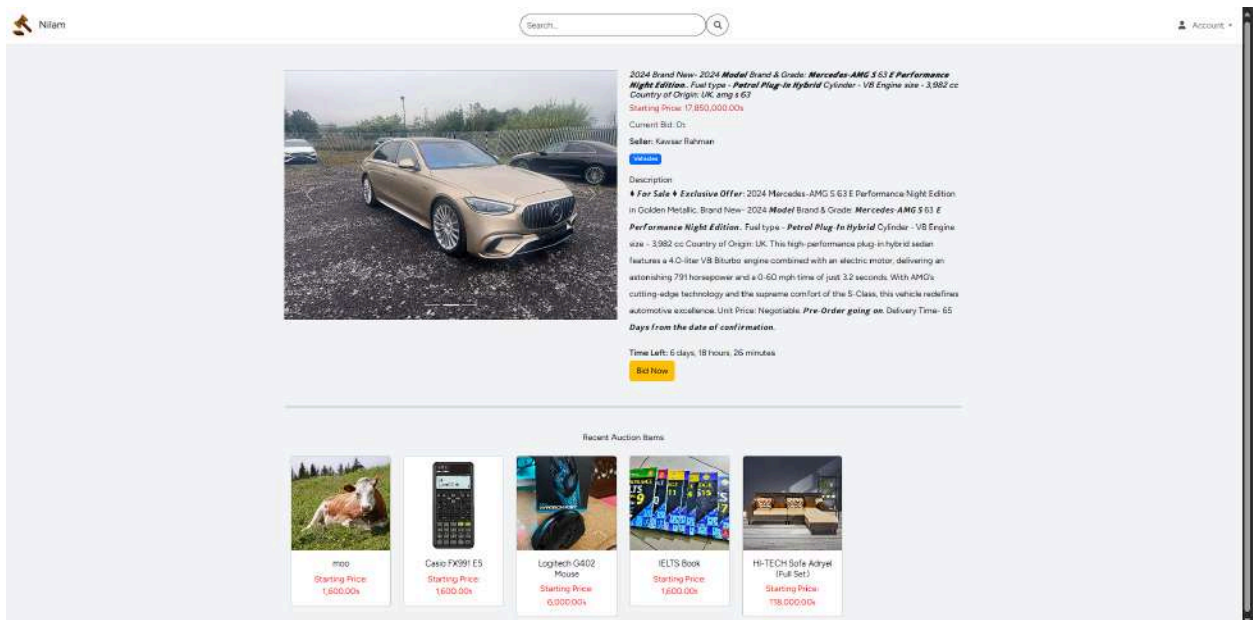 Nilam
Search...
Account
2024 Brand New- 2024 Model Brand & Grade: Mercedes-AMG S 63 E Performance
Night Edition.. Fuel type - Petrol Plug-In Hybrid Cylinder - V8 Engine size - 3,982 cc
Country of Origin: UK. amg s 63
Starting Price: 17,850,000.00৳
Current Bid: 0৳
Seller: Kawsar Rahman
Vehicles
Description
♦ For Sale ♦ Exclusive Offer: 2024 Mercedes-AMG S 63 E Performance Night Edition
in Golden Metallic. Brand New- 2024 Model Brand & Grade: Mercedes-AMG S 63 E
Performance Night Edition. Fuel type - Petrol Plug-In Hybrid Cylinder - V8 Engine
size - 3,982 cc Country of Origin: UK. This high-performance plug-in hybrid sedan
features a 4.0-liter V8 Biturbo engine combined with an electric motor, delivering an
astonishing 791 horsepower and a 0-60 mph time of just 3.2 seconds. With AMG's
cutting-edge technology and the supreme comfort of the S-Class, this vehicle redefines
automotive excellence. Unit Price: Negotiable. Pre-Order going on. Delivery Time- 65
Days from the date of confirmation.
Time Left: 6 days, 18 hours, 26 minutes
Bid Now
Recent Auction Items
moo
Starting Price:
1,600.00৳
Casio FX991 ES
Starting Price:
1,600.00৳
Logitech G402
Mouse
Starting Price:
6,000.00৳
IELTS Book
Starting Price:
1,600.00৳
HI-TECH Sofa Adryel
(Full Set)
Starting Price:
118,000.00৳